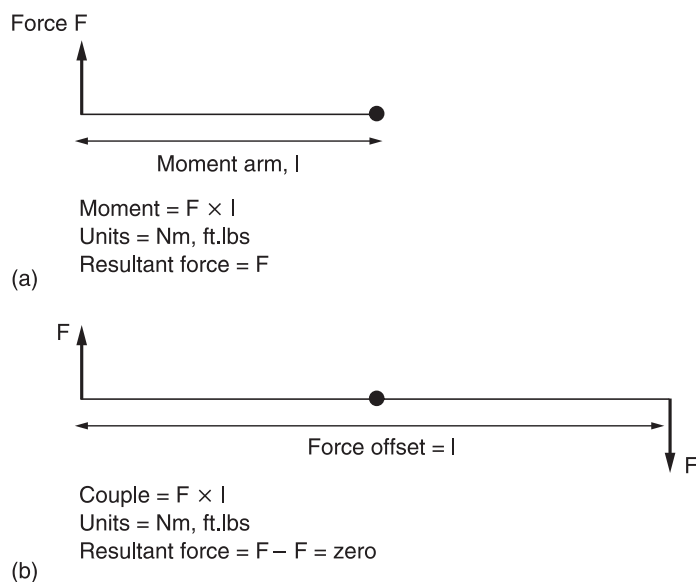 Force F
Moment arm, l
Moment = F × l
Units = Nm, ft.lbs
Resultant force = F
(a)
F
Force offset = l
F
Couple = F × l
Units = Nm, ft.lbs
Resultant force = F – F = zero
(b)